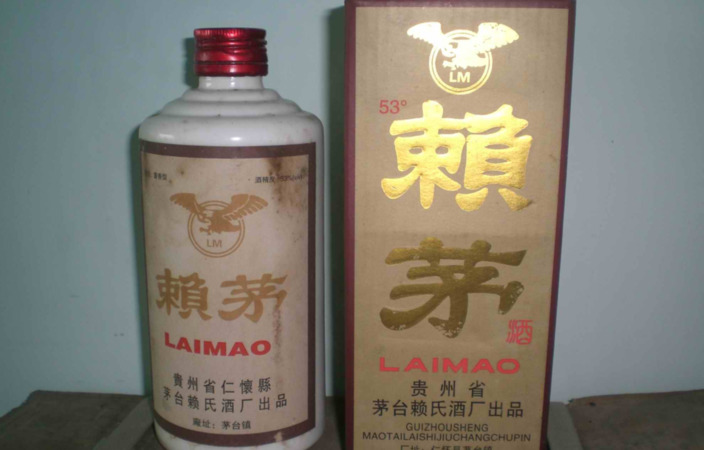 LM
賴茅
LAIMAO
貴州省仁懷縣
茅台賴氏酒厂出品
廠址:茅台镇
LM
53°
賴
茅
酒
LAIMAO
贵州省
茅台赖氏酒厂出品
GUIZHOUSHENG
MAOTAILAISHIJIUCHANGCHUPIN